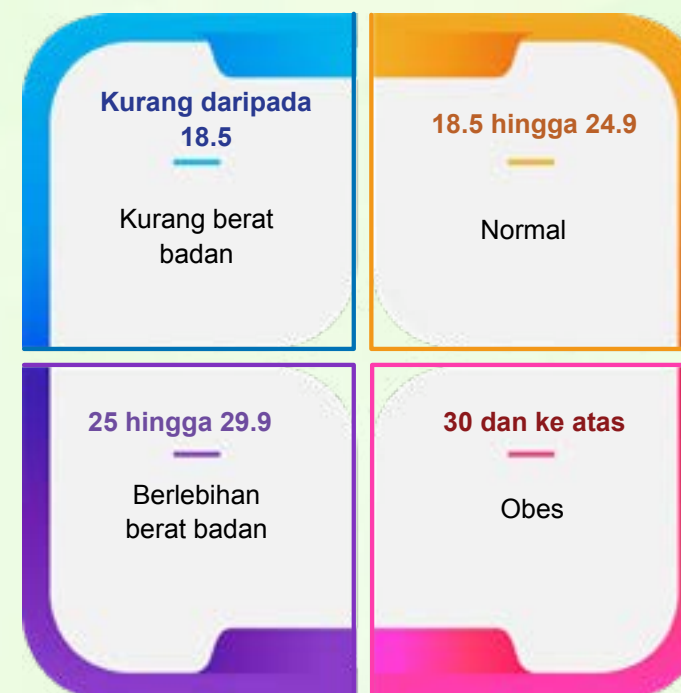 Kurang daripada
18.5
Kurang berat
badan
18.5 hingga 24.9
Normal
25 hingga 29.9
Berlebihan
berat badan
30 dan ke atas
Obes